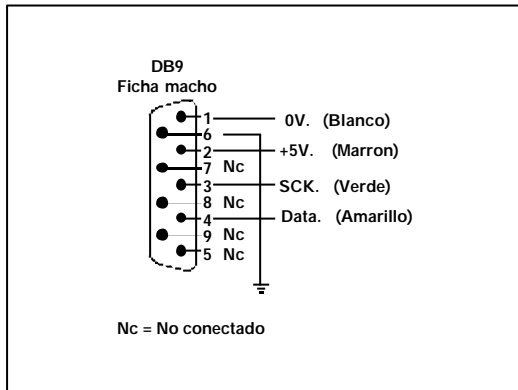 DB9
Ficha macho
1 0V. (Blanco)
6
2 +5V. (Marron)
7 Nc
3 SCK. (Verde)
8 Nc
4 Data. (Amarillo)
9 Nc
5 Nc
Nc = No conectado